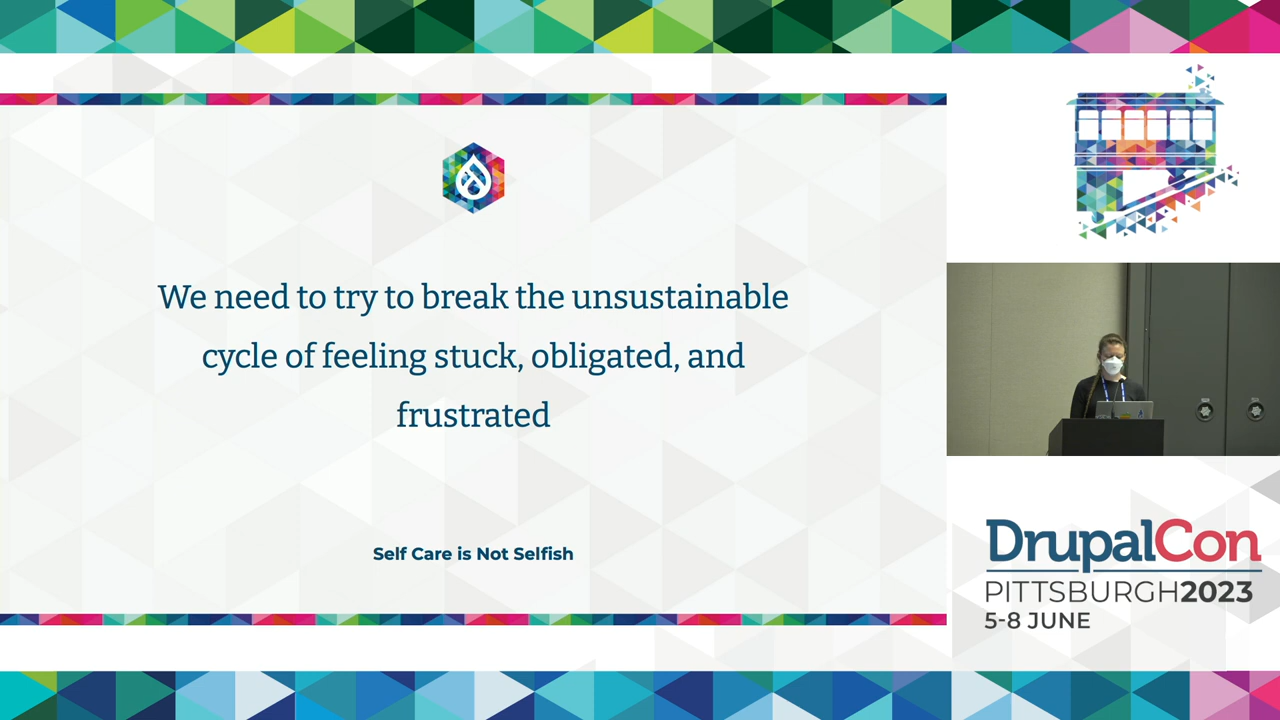 We need to try to break the unsustainable
cycle of feeling stuck, obligated, and
frustrated
Self Care is Not Selfish
DrupalCon
PITTSBURGH2023
5-8 JUNE